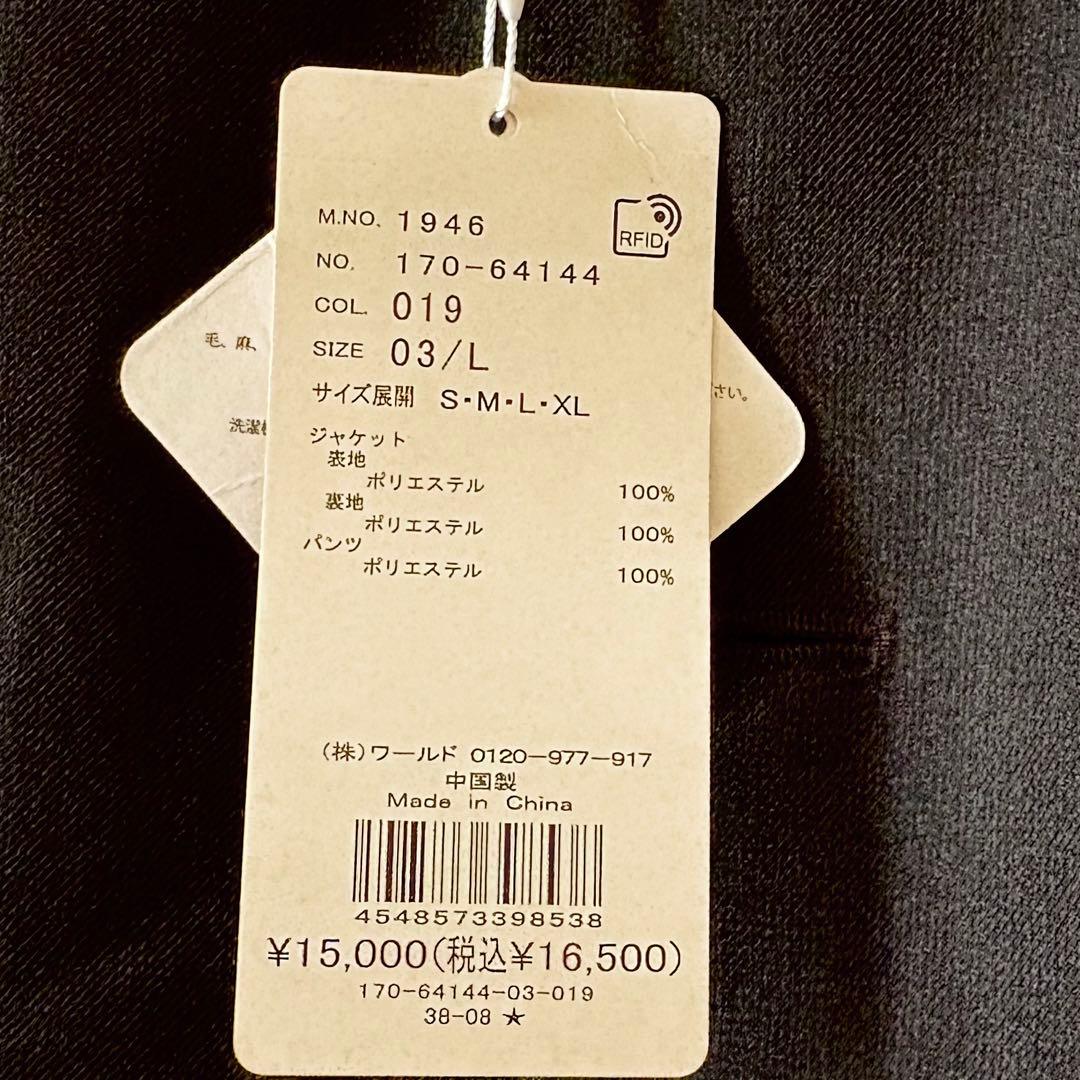 M.NO. 1946
RFID
NO. 170-64144
COL. 019
SIZE 03/L
サイズ展開 S・M・L・XL
ジャケット
表地
ポリエステル 100%
裏地
ポリエステル 100%
パンツ
ポリエステル 100%
(株)ワールド 0120-977-917
中国製
Made in China
4548573398538
¥15,000(税込¥16,500)
170-64144-03-019
38-08 ☆
毛、麻、
さい。
洗濯